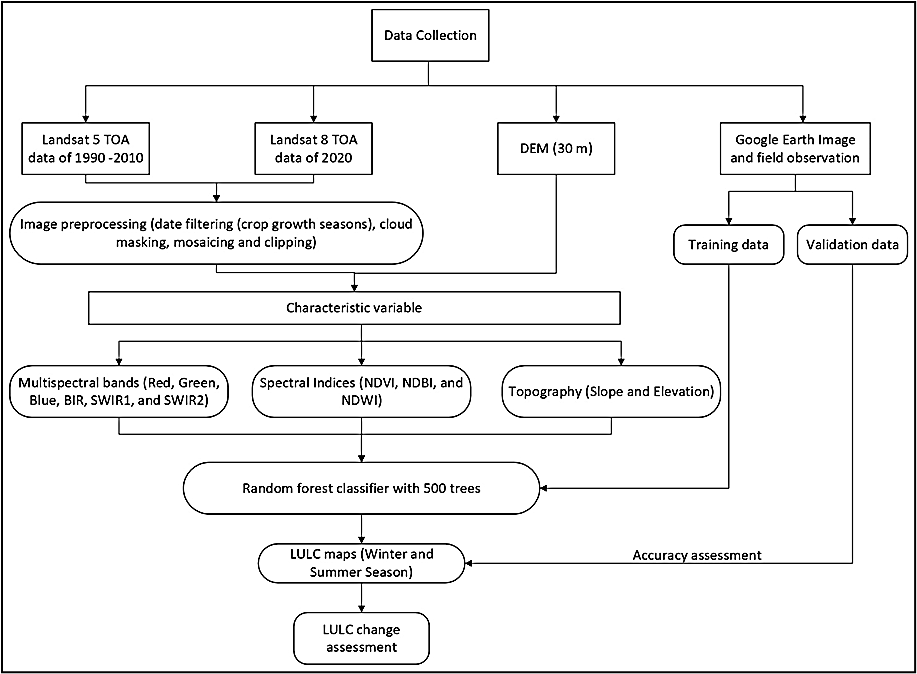 Data Collection
Landsat 5 TOA
data of 1990 -2010
Landsat 8 TOA
data of 2020
DEM (30 m)
Google Earth Image
and field observation
Image preprocessing (date filtering (crop growth seasons), cloud
masking, mosaicing and clipping)
Training data
Validation data
Characteristic variable
Multispectral bands (Red, Green,
Blue, BIR, SWIR1, and SWIR2)
Spectral Indices (NDVI, NDBI, and
NDWI)
Topography (Slope and Elevation)
Random forest classifier with 500 trees
LULC maps (Winter and
Summer Season)
Accuracy assessment
LULC change
assessment